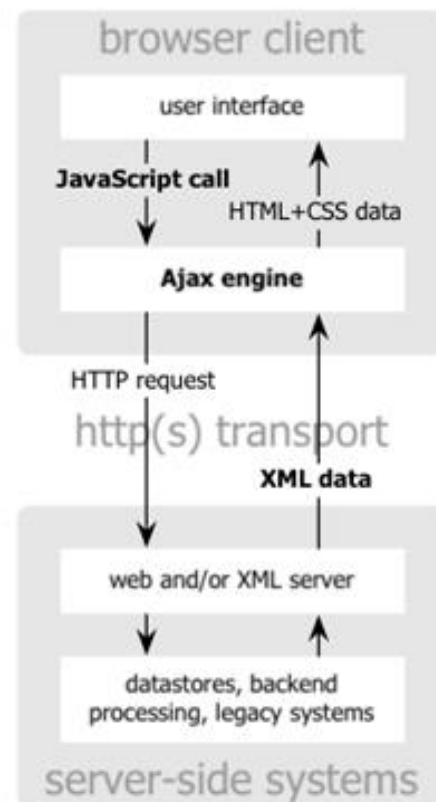 browser client
user interface
JavaScript call
HTML+CSS data
Ajax engine
HTTP request
http(s) transport
XML data
web and/or XML server
datastores, backend
processing, legacy systems
server-side systems